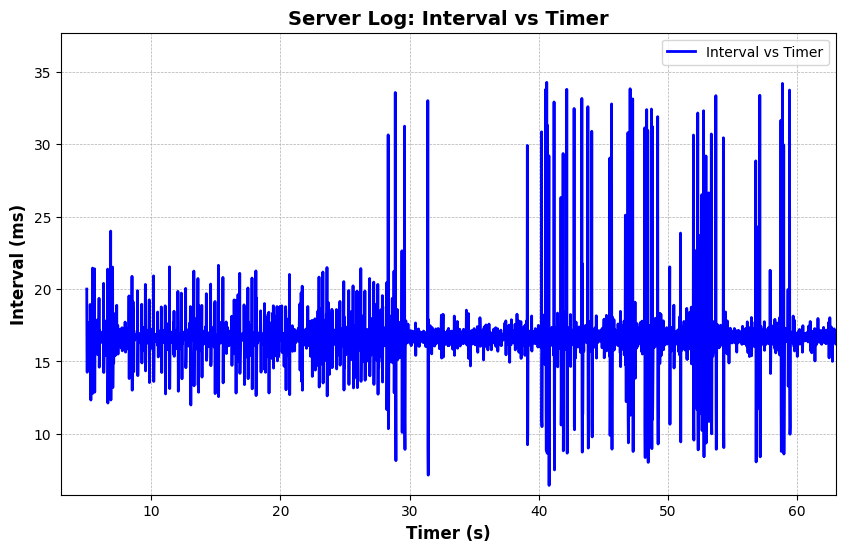 Server Log: Interval vs Timer
Interval vs Timer
Interval (ms)
35
30
25
20
15
10
10 20 30 40 50 60
Timer (s)